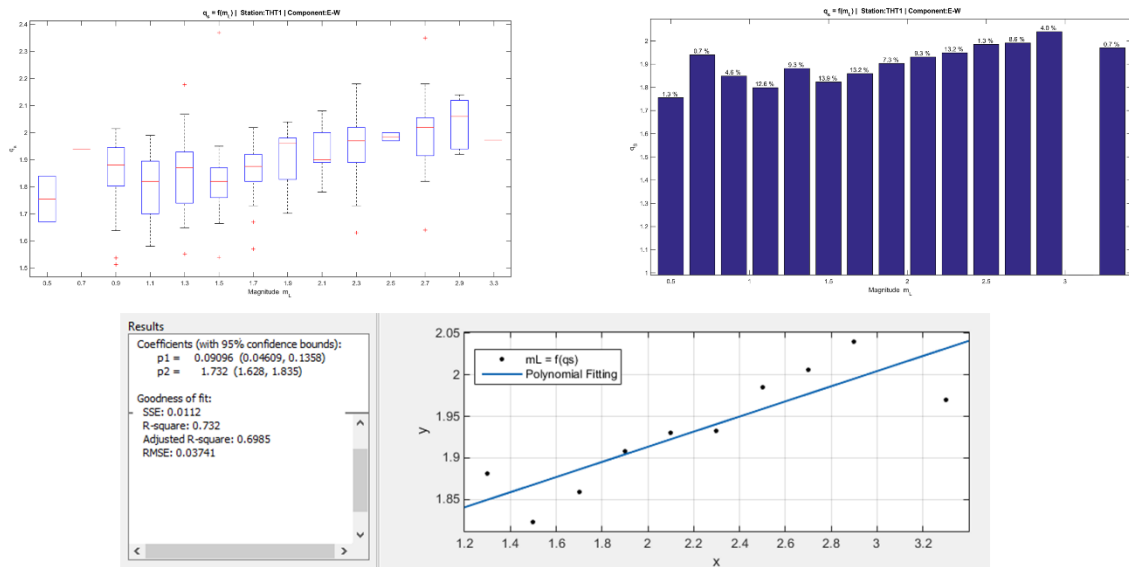 q_s = f(m_L) | Station:THT1 | Component:E-W
2.4
2.3
2.2
2.1
2.0
1.9
1.8
1.7
1.6
1.5
q_s
0.5 0.7 0.9 1.1 1.3 1.5 1.7 1.9 2.1 2.3 2.5 2.7 2.9 3.3
Magnitude m_L
q_s = f(m_L) | Station:THT1 | Component:E-W
2
1.9
1.8
1.7
1.6
1.5
1.4
1.3
1.2
1.1
1
q_s
1.3 % 0.7 % 4.6 % 12.6 % 9.3 % 13.9 % 13.2 % 7.3 % 9.3 % 13.2 % 1.3 % 8.6 % 4.0 % 0.7 %
0.5 1 1.5 2 2.5 3
Magnitude m_L
Results
Coefficients (with 95% confidence bounds):
p1 = 0.09096 (0.04609, 0.1358)
p2 = 1.732 (1.628, 1.835)
Goodness of fit:
SSE: 0.0112
R-square: 0.732
Adjusted R-square: 0.6985
RMSE: 0.03741
2.05
2
1.95
1.9
1.85
y
mL = f(qs)
Polynomial Fitting
1.2 1.4 1.6 1.8 2 2.2 2.4 2.6 2.8 3 3.2
x